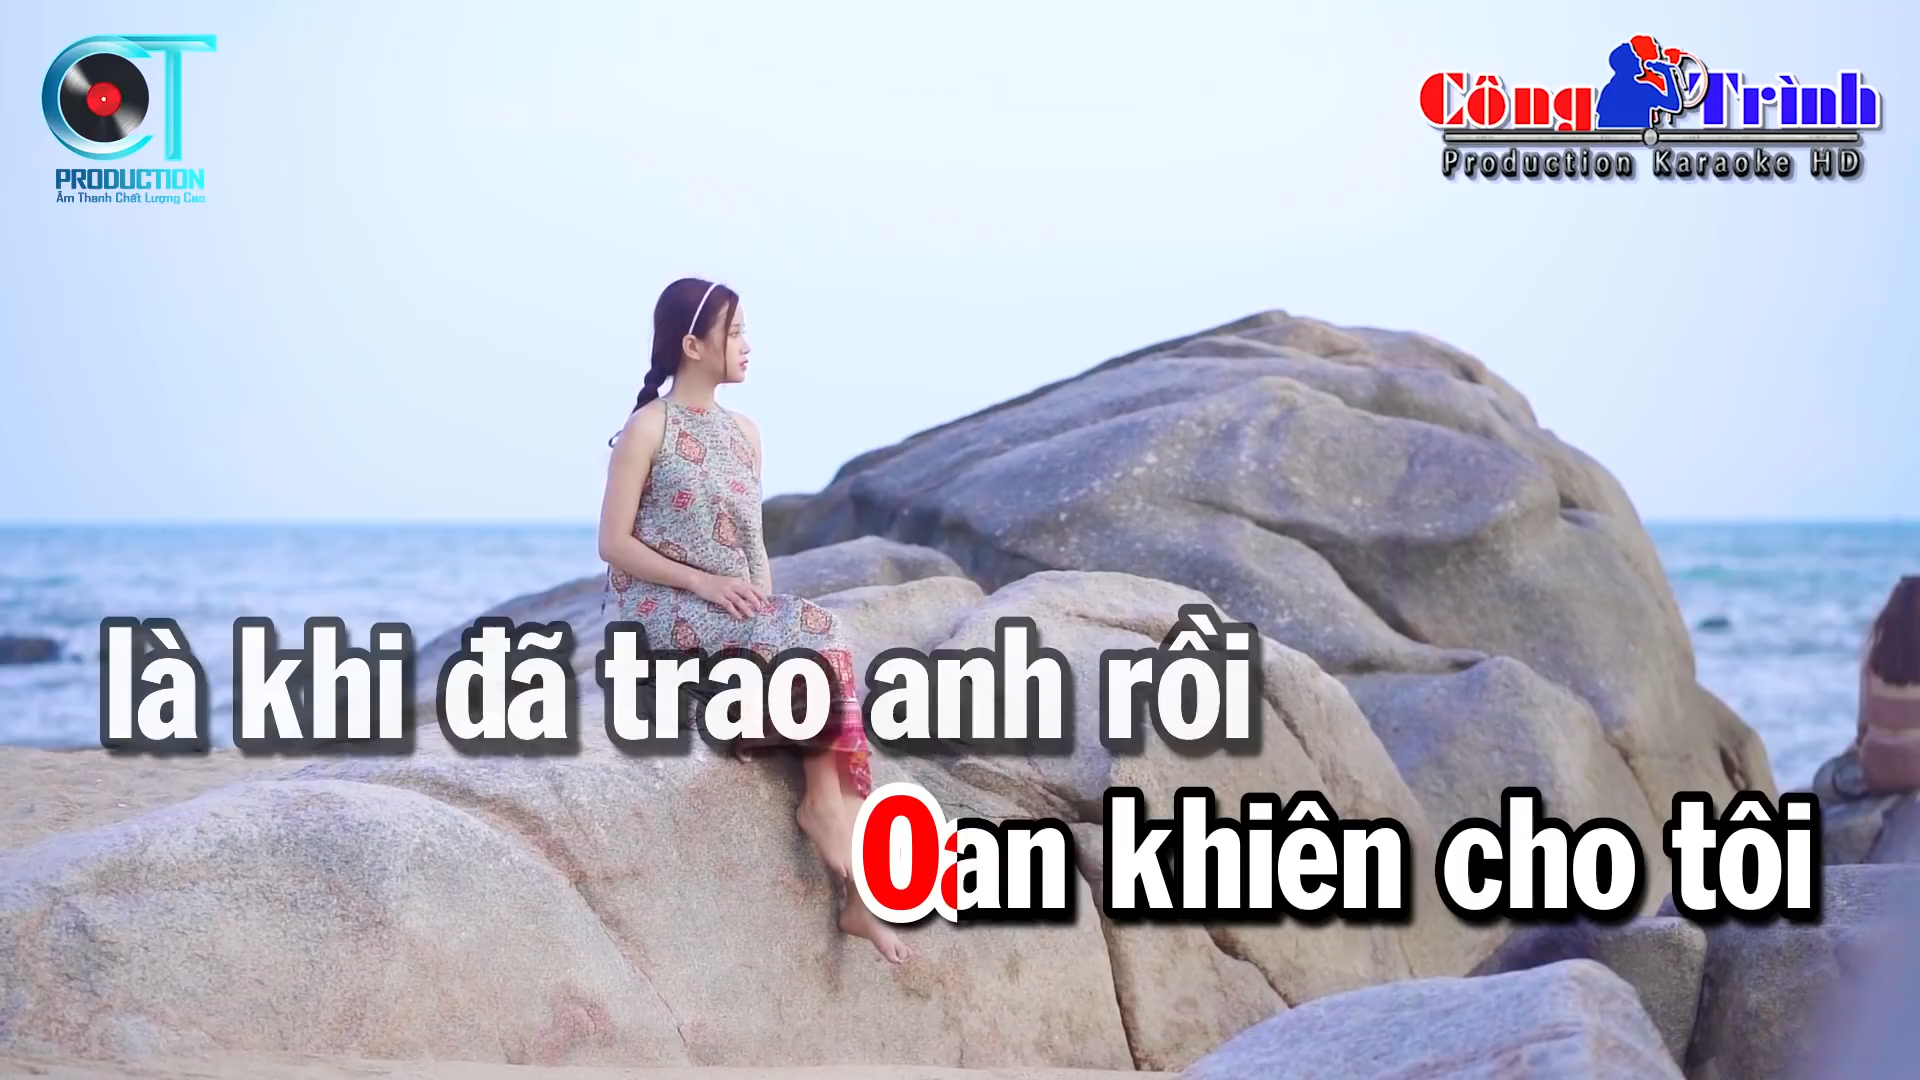 CT
PRODUCTION
Âm Thanh Chất Lượng Cao
Công Trình
Production Karaoke HD
là khi đã trao anh rồi
Oan khiên cho tôi